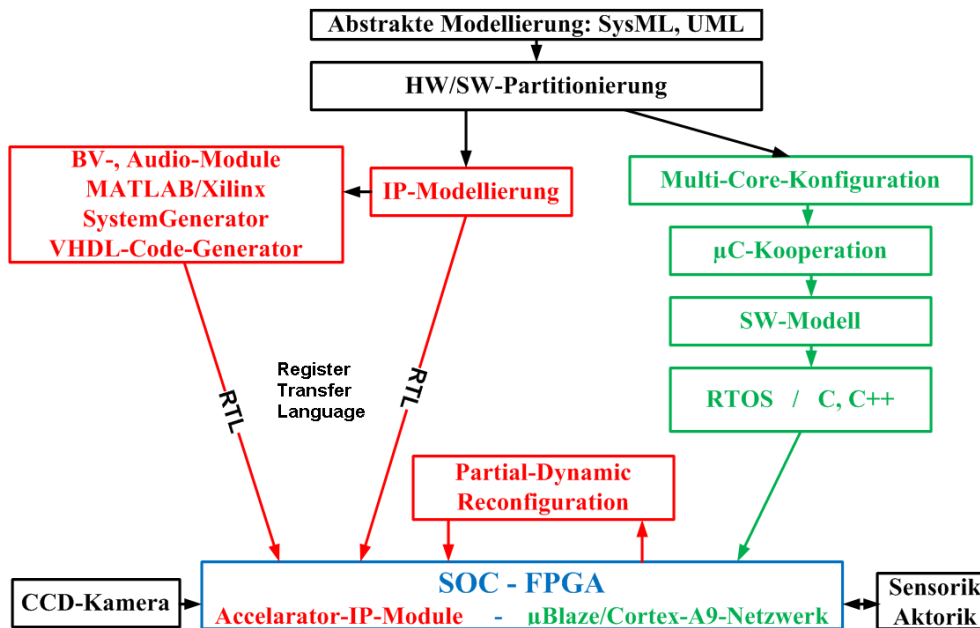 Abstrakte Modellierung: SysML, UML
HW/SW-Partitionierung
BV-, Audio-Module
MATLAB/Xilinx
SystemGenerator
VHDL-Code-Generator
IP-Modellierung
Multi-Core-Konfiguration
µC-Kooperation
SW-Modell
RTOS / C, C++
RTL
Register
Transfer
Language
RTL
Partial-Dynamic
Reconfiguration
CCD-Kamera
SOC - FPGA
Accelarator-IP-Module - µBlaze/Cortex-A9-Netzwerk
Sensorik
Aktorik